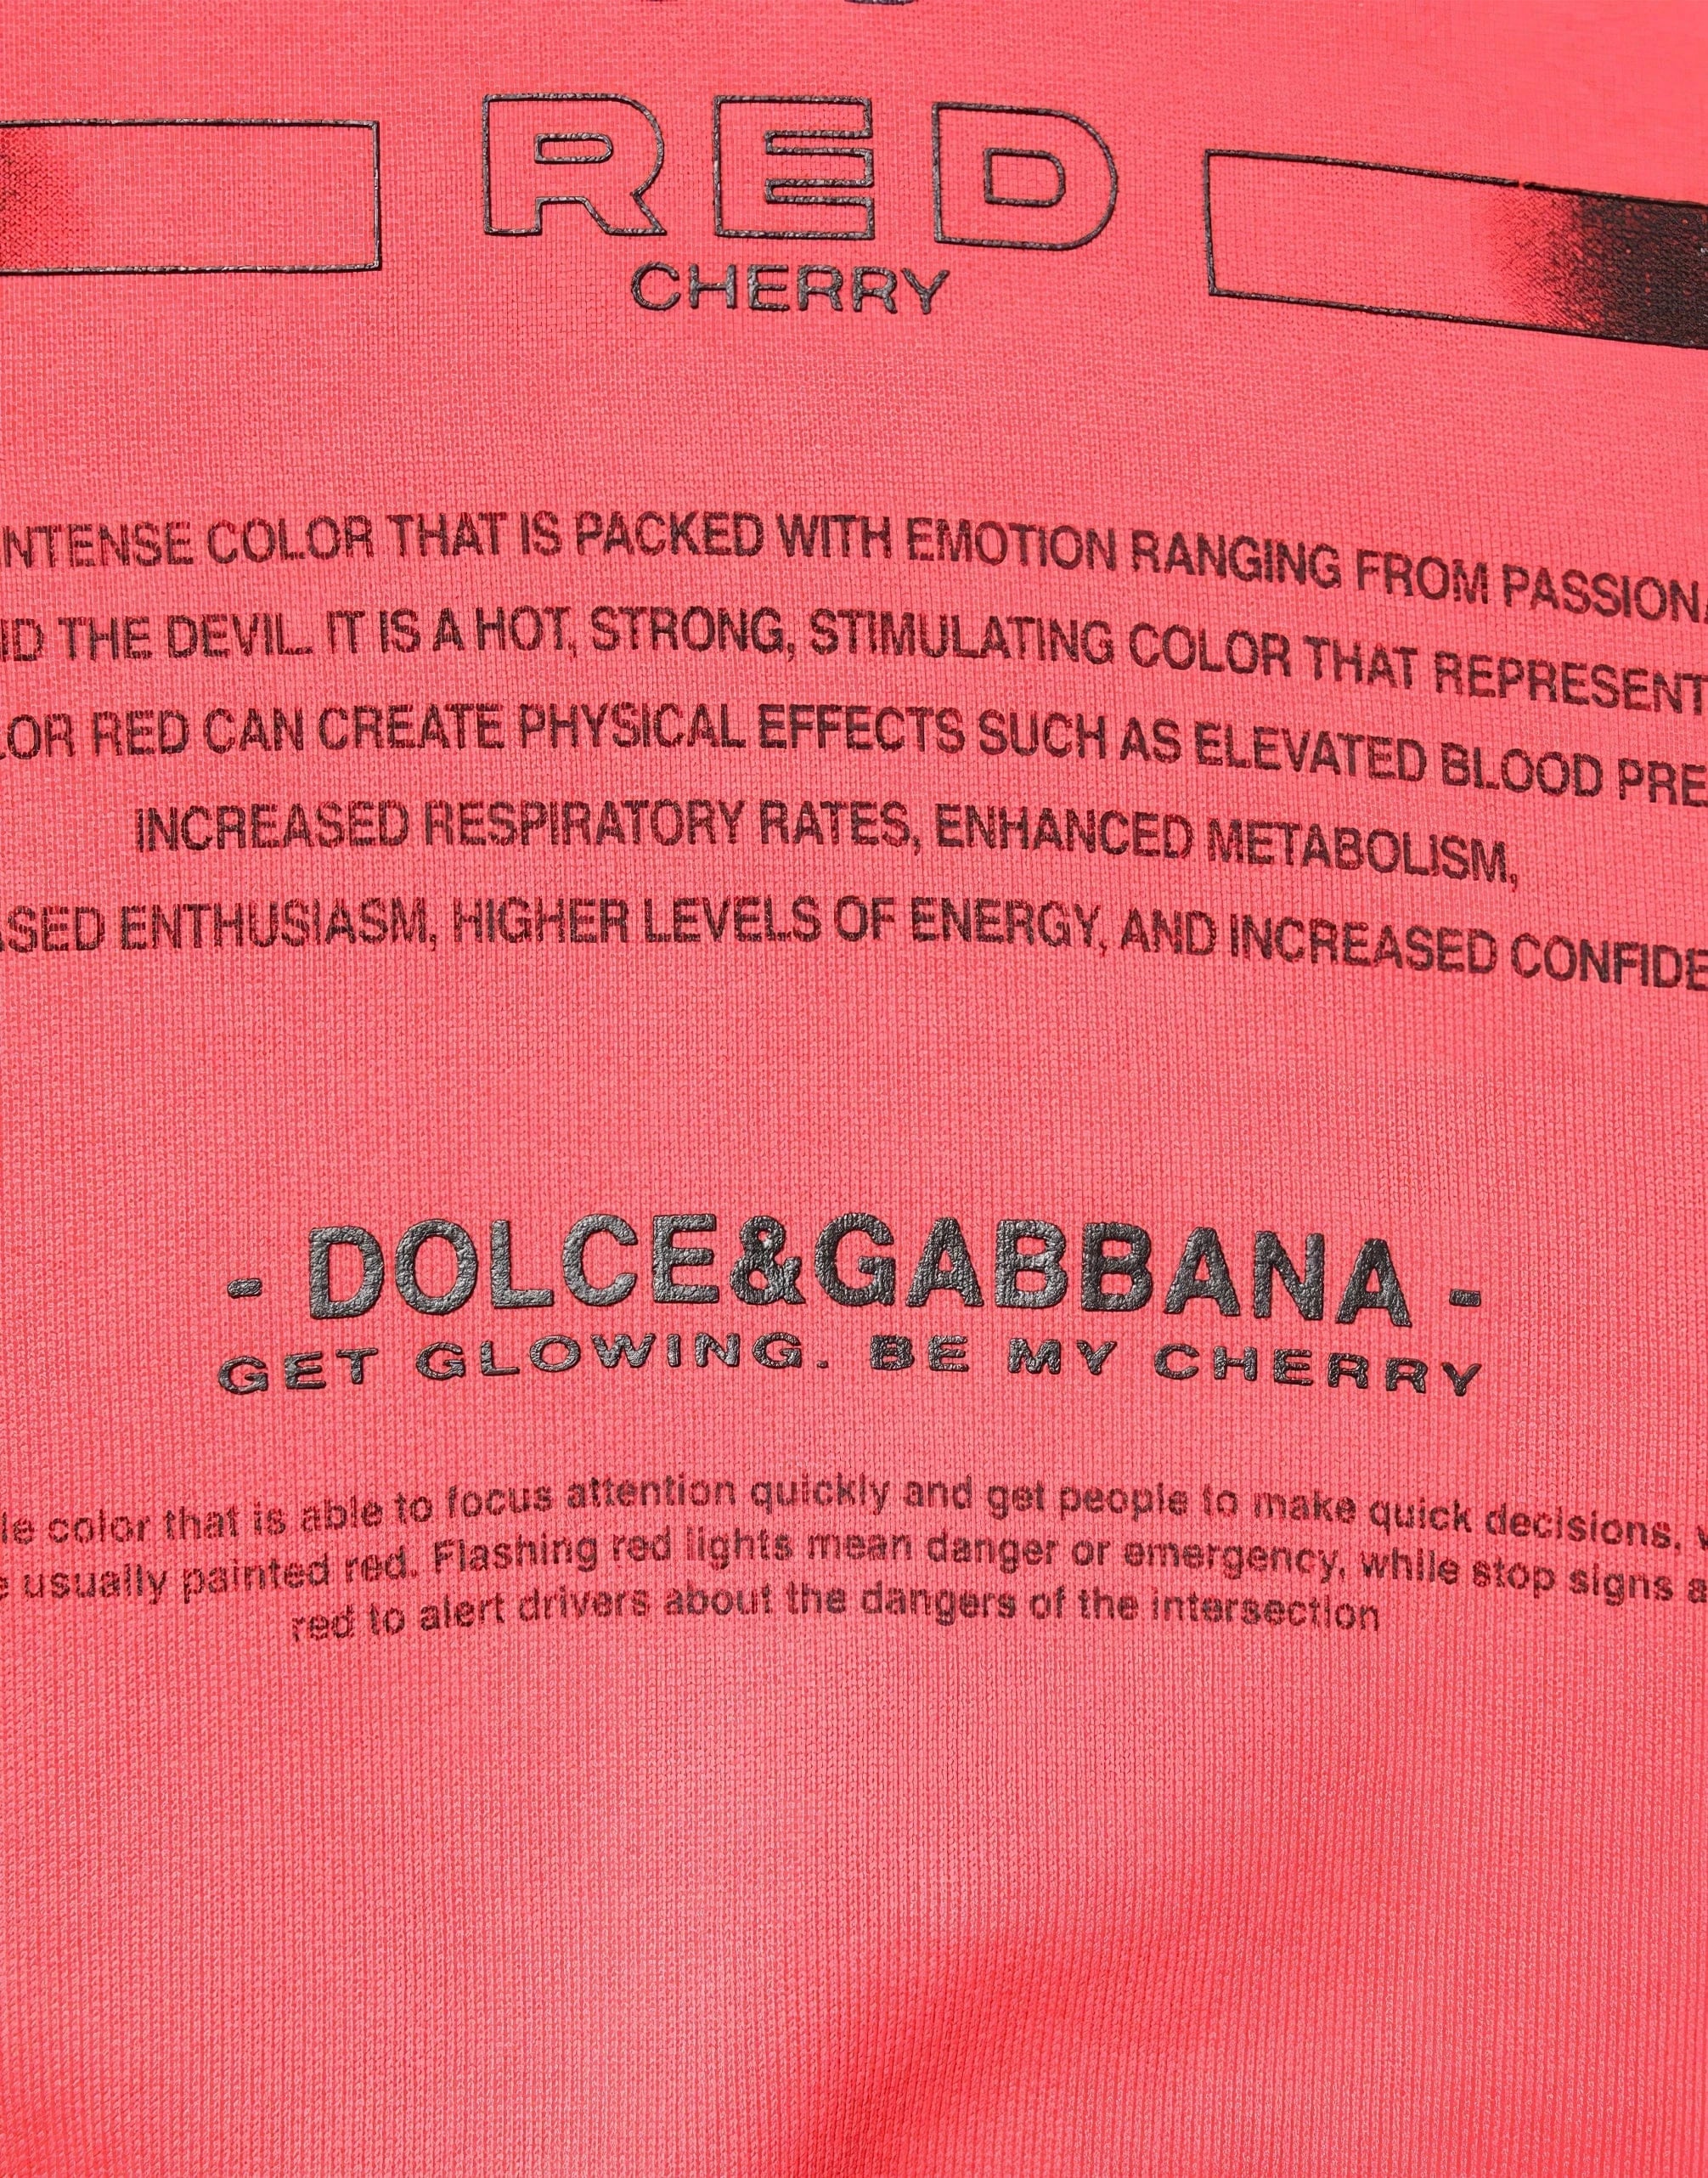 RED
CHERRY
INTENSE COLOR THAT IS PACKED WITH EMOTION RANGING FROM PASSION
THE DEVIL. IT IS A HOT, STRONG, STIMULATING COLOR THAT REPRESENT
RED CAN CREATE PHYSICAL EFFECTS SUCH AS ELEVATED BLOOD PRE
INCREASED RESPIRATORY RATES, ENHANCED METABOLISM,
ASED ENTHUSIASM, HIGHER LEVELS OF ENERGY, AND INCREASED CONFIDE
- DOLCE&GABBANA -
GET GLOWING. BE MY CHERRY
le color that is able to focus attention quickly and get people to make quick decisions,
usually painted red. Flashing red lights mean danger or emergency, while stop signs a
red to alert drivers about the dangers of the intersection